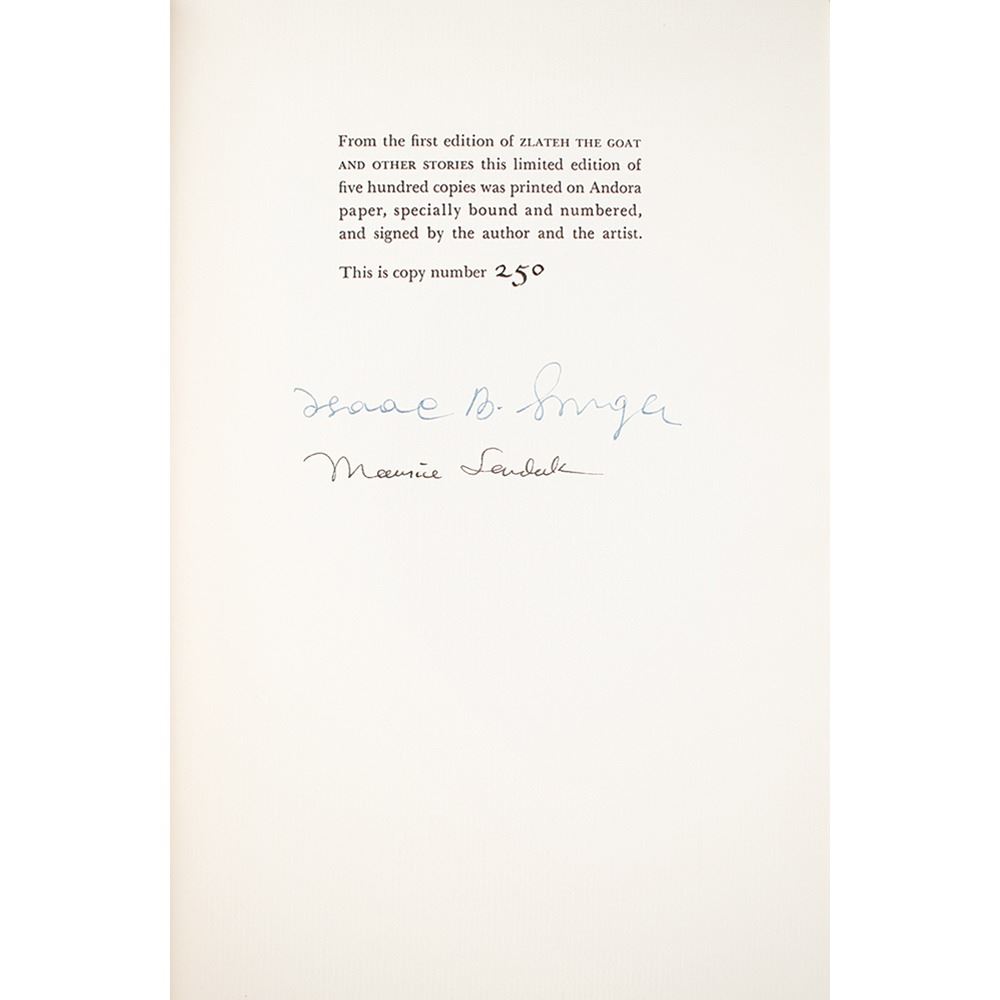 From the first edition of ZLATEH THE GOAT
AND OTHER STORIES this limited edition of
five hundred copies was printed on Andora
paper, specially bound and numbered,
and signed by the author and the artist.
This is copy number 250
Isaac B. Singer
Maurice Sendak